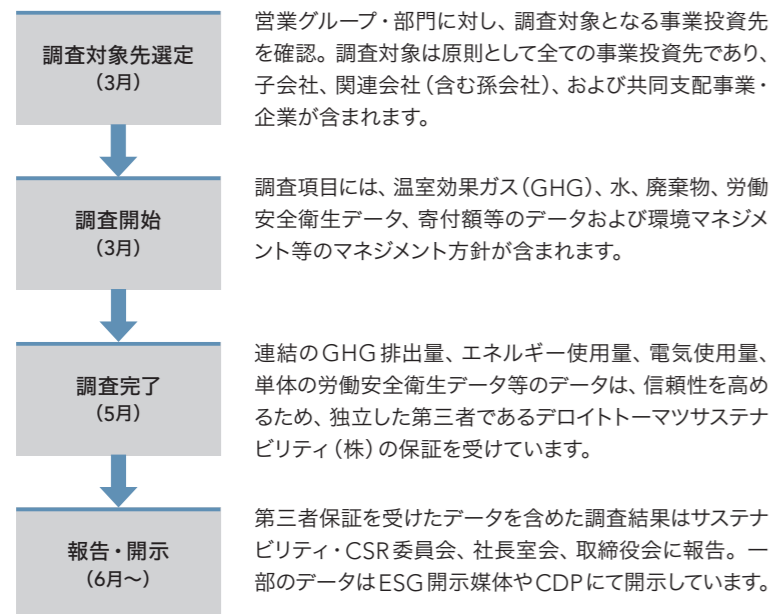 調査対象先選定
（3月）
営業グループ・部門に対し、調査対象となる事業投資先
を確認。調査対象は原則として全ての事業投資先であり、
子会社、関連会社（含む孫会社）、および共同支配事業・
企業が含まれます。
調査開始
（3月）
調査項目には、温室効果ガス（GHG）、水、廃棄物、労働
安全衛生データ、寄付額等のデータおよび環境マネジメ
ント等のマネジメント方針が含まれます。
調査完了
（5月）
連結のGHG排出量、エネルギー使用量、電気使用量、
単体の労働安全衛生データ等のデータは、信頼性を高め
るため、独立した第三者であるデロイトトーマツサステナ
ビリティ（株）の保証を受けています。
報告・開示
（6月～）
第三者保証を受けたデータを含めた調査結果はサステナ
ビリティ・CSR委員会、社長室会、取締役会に報告。一
部のデータはESG開示媒体やCDPにて開示しています。